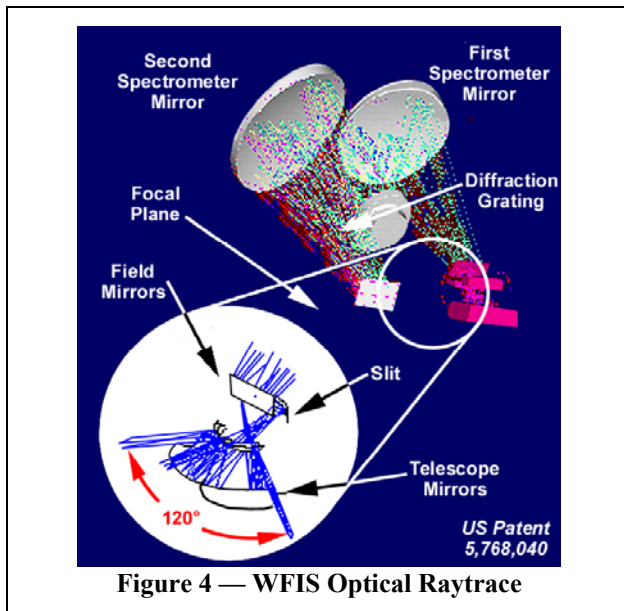 Second
Spectrometer
Mirror
First
Spectrometer
Mirror
Focal
Plane
Diffraction
Grating
Field
Mirrors
Slit
Telescope
Mirrors
120°
US Patent
5,768,040
Figure 4 — WFIS Optical Raytrace